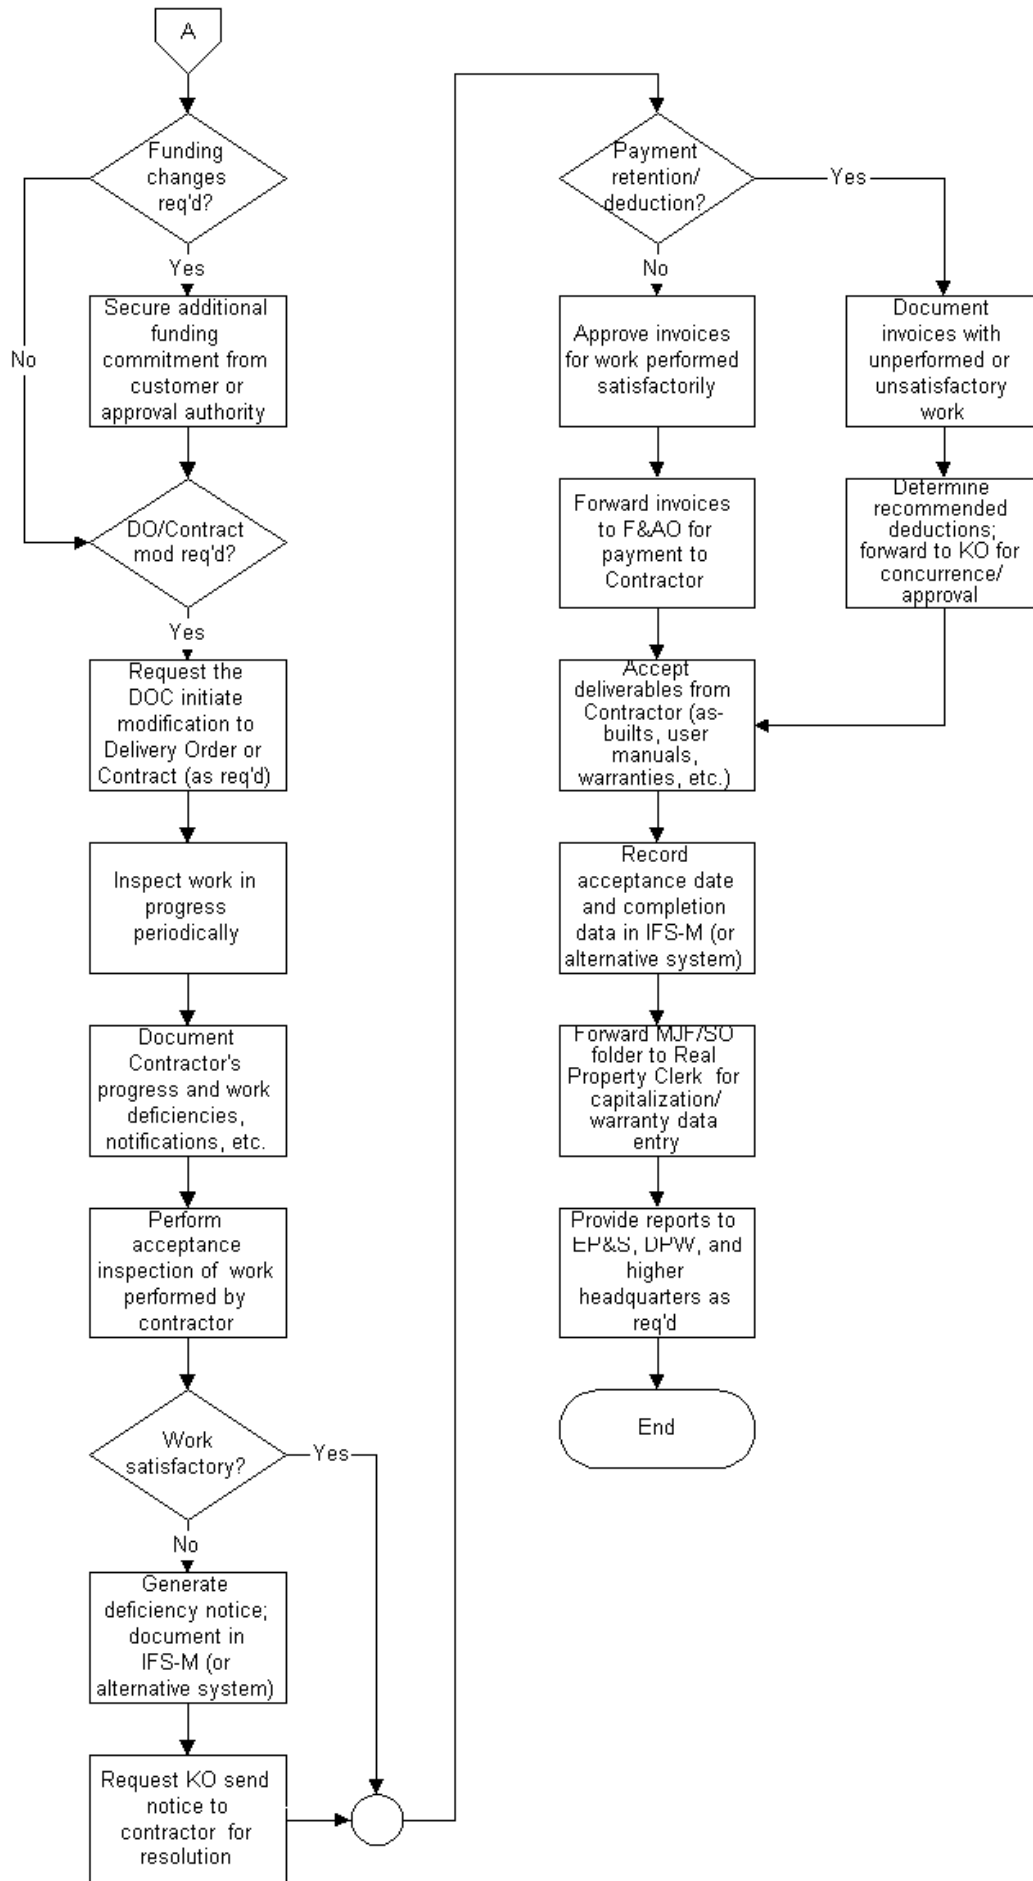 A
Funding
changes
req'd?
Yes
No
Secure additional
funding
commitment from
customer or
approval authority
DO/Contract
mod req'd?
Yes
Request the
DOC initiate
modification to
Delivery Order or
Contract (as req'd)
Inspect work in
progress
periodically
Document
Contractor's
progress and work
deficiencies,
notifications, etc.
Perform
acceptance
inspection of work
performed by
contractor
Work
satisfactory?
Yes
No
Generate
deficiency notice;
document in
IFS-M (or
alternative system)
Request KO send
notice to
contractor for
resolution
Payment
retention/
deduction?
Yes
No
Approve invoices
for work performed
satisfactorily
Document
invoices with
unperformed or
unsatisfactory
work
Forward invoices
to F&AO for
payment to
Contractor
Determine
recommended
deductions;
forward to KO for
concurrence/
approval
Accept
deliverables from
Contractor (as-
builts, user
manuals,
warranties, etc.)
Record
acceptance date
and completion
data in IFS-M (or
alternative system)
Forward MJF/SO
folder to Real
Property Clerk for
capitalization/
warranty data
entry
Provide reports to
EP&S, DPW, and
higher
headquarters as
req'd
End